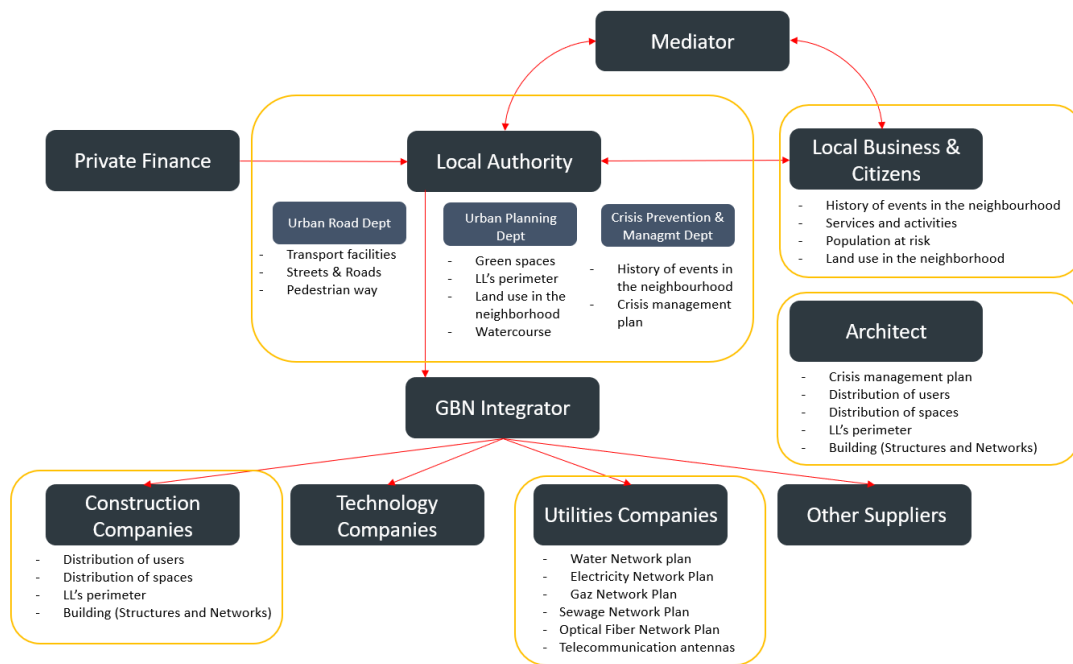 Mediator
Private Finance
Local Authority
Local Business &
Citizens
- History of events in the neighbourhood
- Services and activities
- Population at risk
- Land use in the neighborhood
Urban Road Dept
- Transport facilities
- Streets & Roads
- Pedestrian way
Urban Planning
Dept
- Green spaces
- LL's perimeter
- Land use in the
neighborhood
- Watercourse
Crisis Prevention &
Managmt Dept
- History of events in
the neighbourhood
- Crisis management
plan
Architect
- Crisis management plan
- Distribution of users
- Distribution of spaces
- LL's perimeter
- Building (Structures and Networks)
GBN Integrator
Construction
Companies
- Distribution of users
- Distribution of spaces
- LL's perimeter
- Building (Structures and Networks)
Technology
Companies
Utilities Companies
- Water Network plan
- Electricity Network Plan
- Gaz Network Plan
- Sewage Network Plan
- Optical Fiber Network Plan
- Telecommunication antennas
Other Suppliers